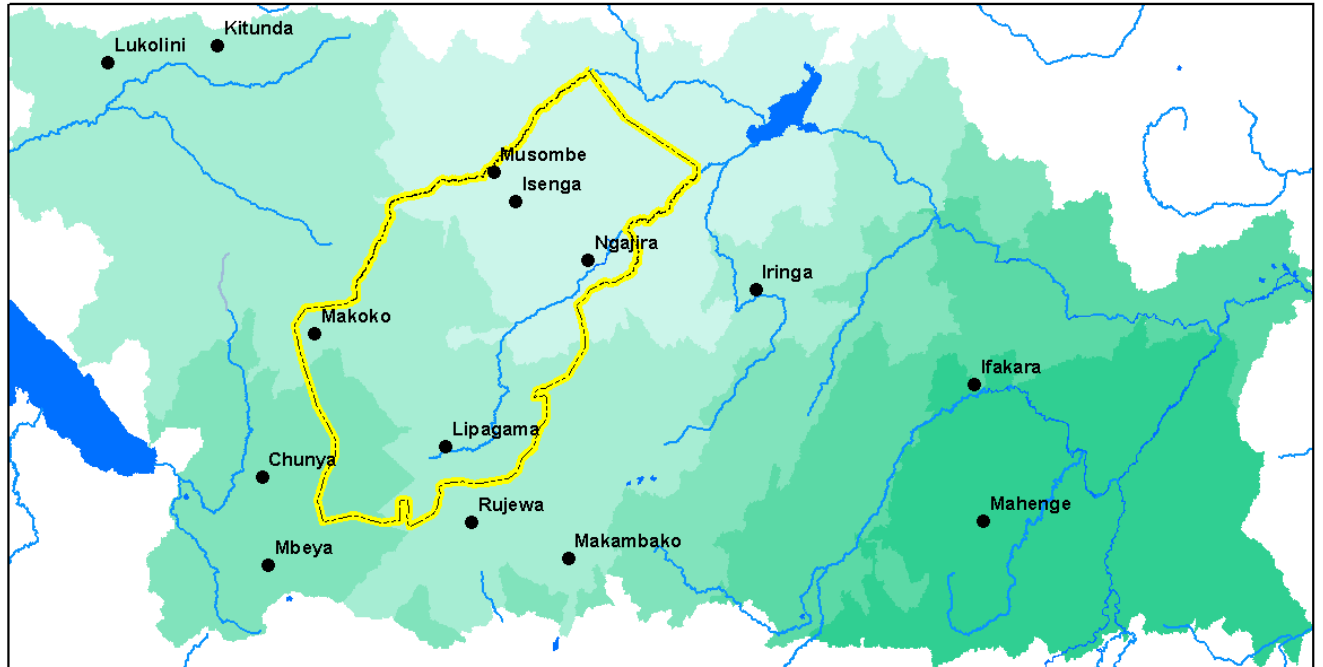 Kitunda
Lukolini
Musombe
Isenga
Ngajira
Iringa
Makoko
Ifakara
Lipagama
Chunya
Rujewa
Mahenge
Mbeya
Makambako